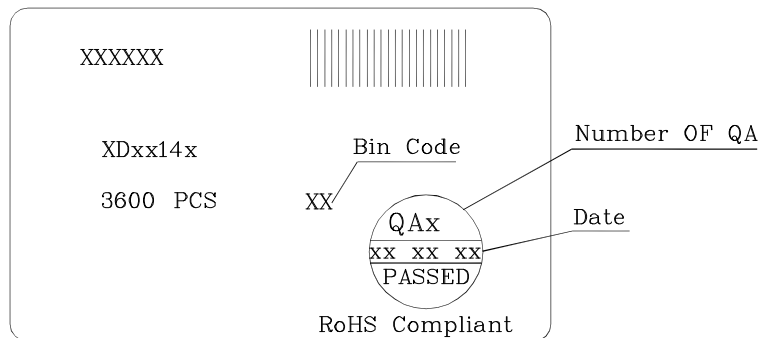 XXXXXX
Number OF QA
XDxx14x
Bin Code
3600 PCS
XX
QAx
Date
xx xx xx
PASSED
RoHS Compliant